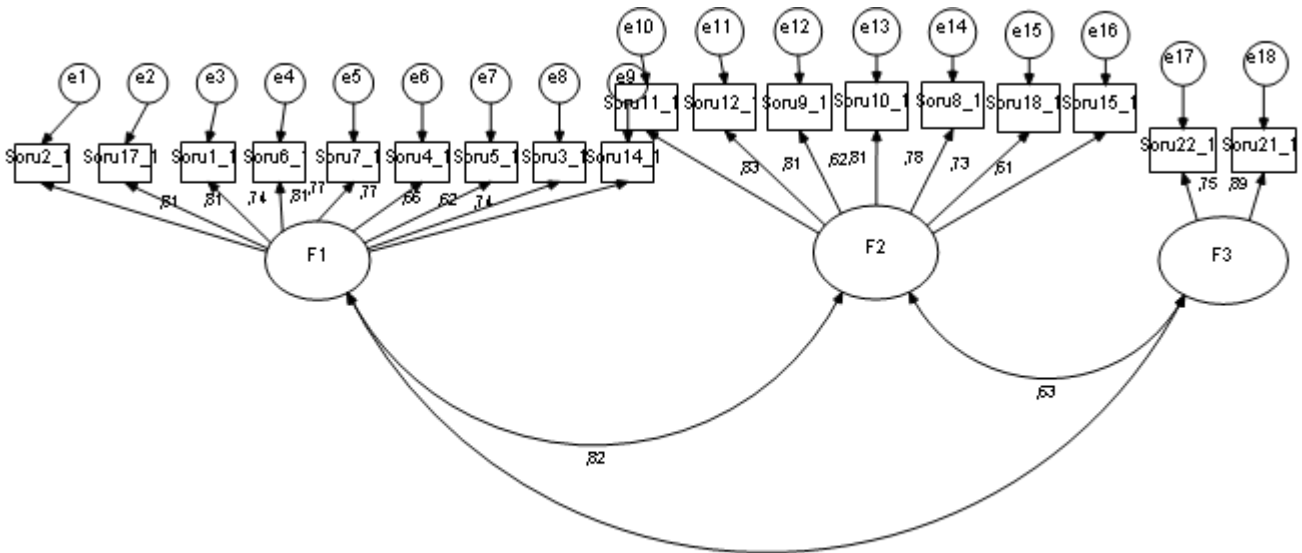 e10 e11 e12 e13 e14 e15 e16
e17 e18
e1 e2 e3 e4 e5 e6 e7 e8 e9
Soru11_1 Soru12_1 Soru9_1 Soru10_1 Soru8_1 Soru18_1 Soru15_1
Soru22_1 Soru21_1
Soru2_1 Soru17_1 Soru1_1 Soru6_1 Soru7_1 Soru4_1 Soru5_1 Soru3_1 Soru14_1
,83 ,81 ,62 ,81 ,78 ,73 ,61
,75 ,89
,81 ,81 ,74 ,81 ,77 ,77 ,66 ,62 ,74
F1 F2 F3
,63
,82